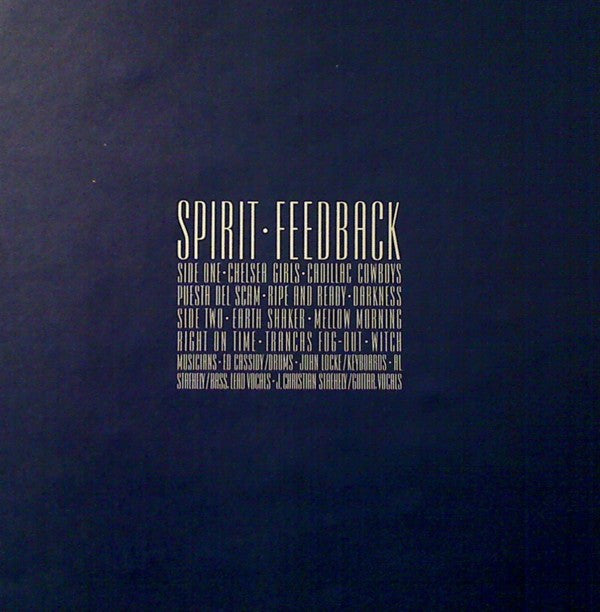 SPIRIT · FEEDBACK
SIDE ONE · CHELSEA GIRLS · CADILLAC COWBOYS
PUESTA DEL SCAM · RIPE AND READY · DARKNESS
SIDE TWO · EARTH SHAKER · MELLOW MORNING
RIGHT ON TIME · TRANCAS FOG-OUT · WITCH
MUSICIANS · ED CASSIDY/DRUMS · JOHN LOCKE/KEYBOARDS · AL
STAEHELY/BASS, LEAD VOCALS · J. CHRISTIAN STAEHELY/GUITAR, VOCALS